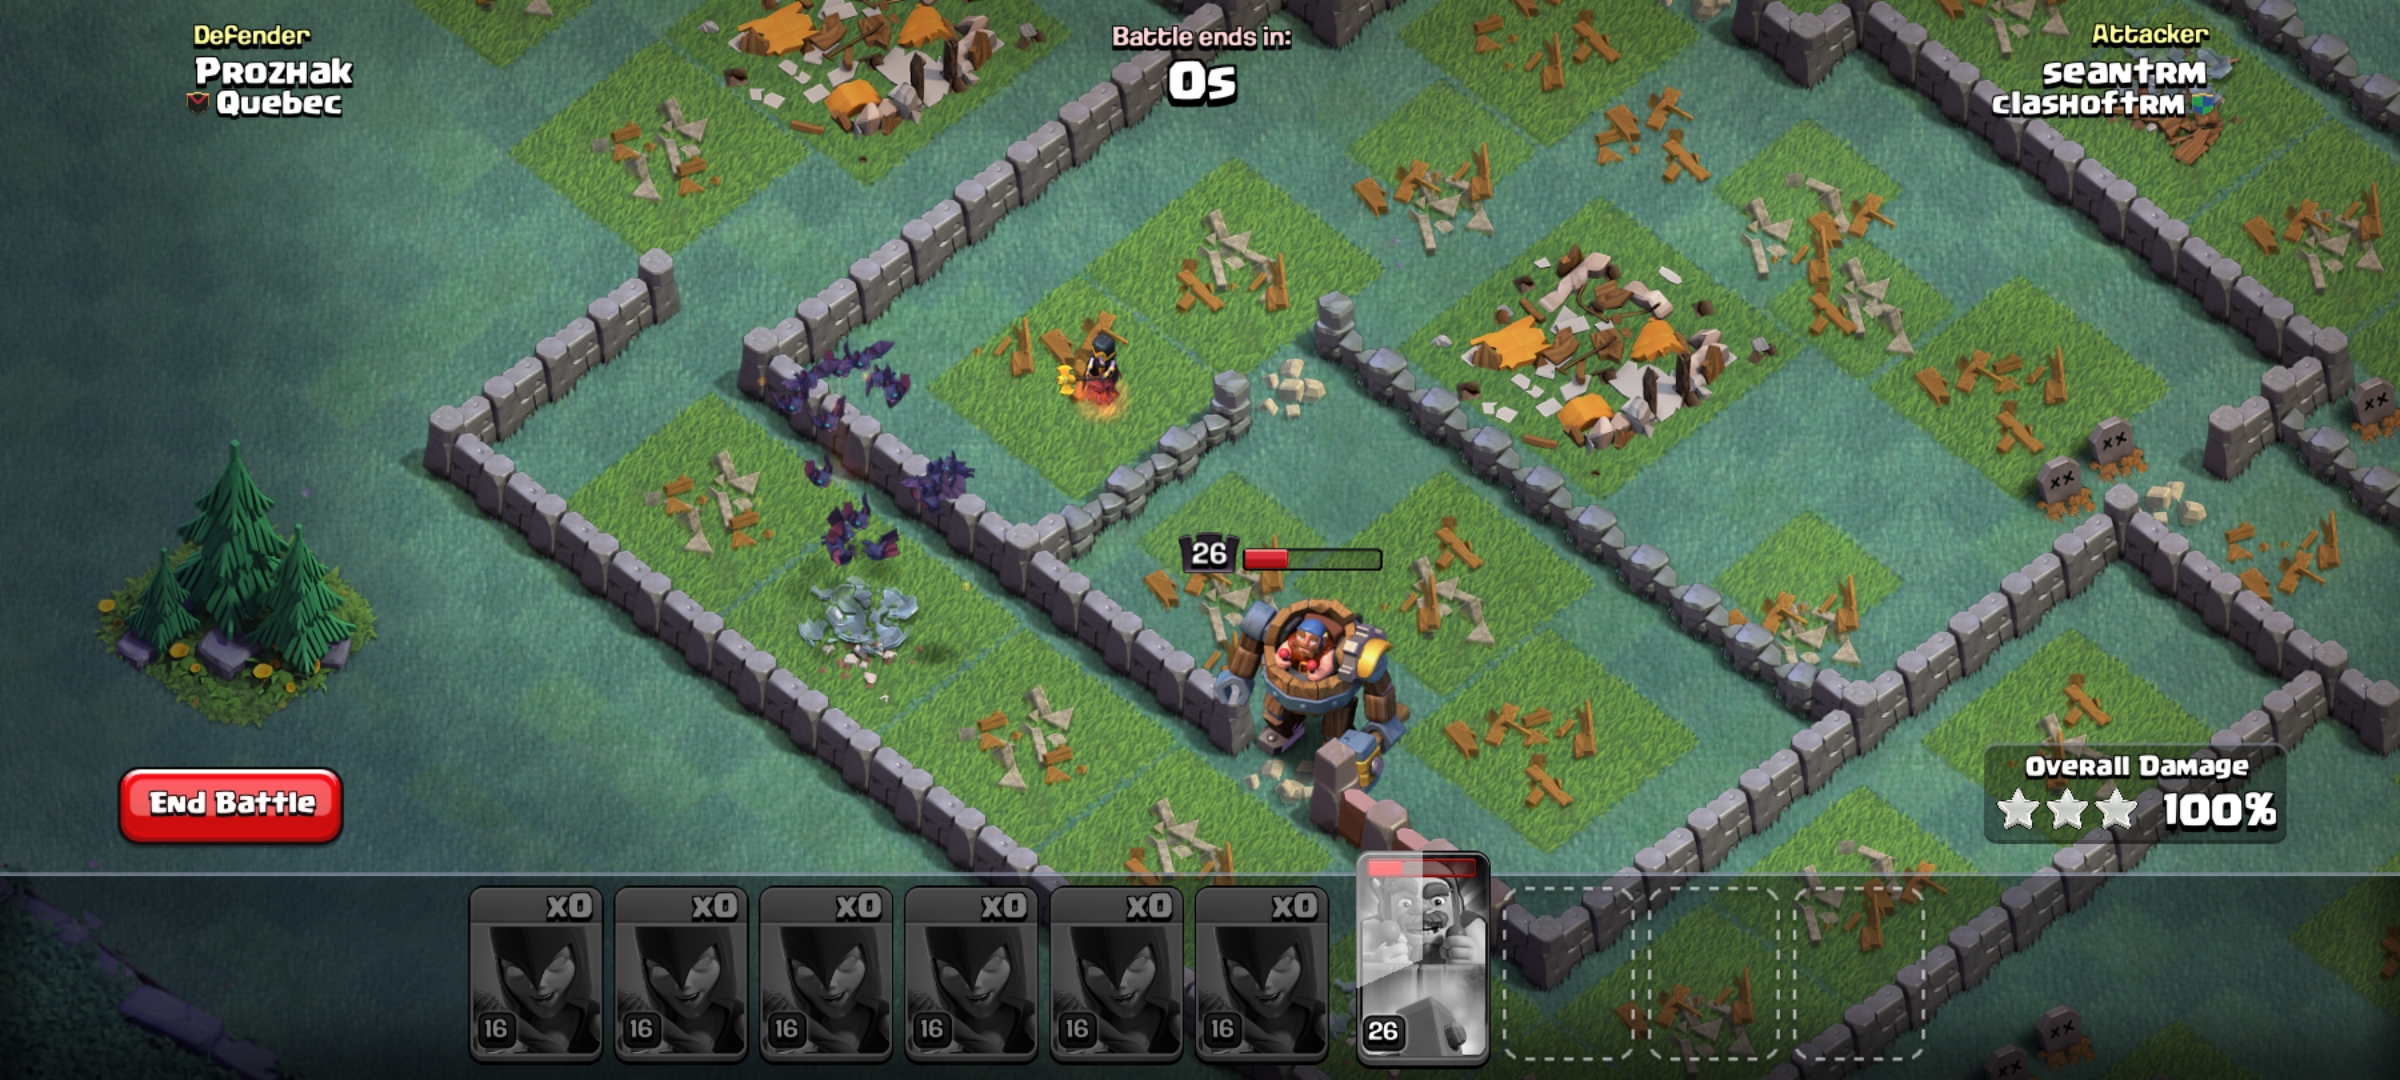 Defender
Prozhak
Quebec
Battle ends in:
0s
Attacker
seantrm
clashoftrm
26
End Battle
Overall Damage
100%
x0
x0
x0
x0
x0
x0
16
16
16
16
16
16
26